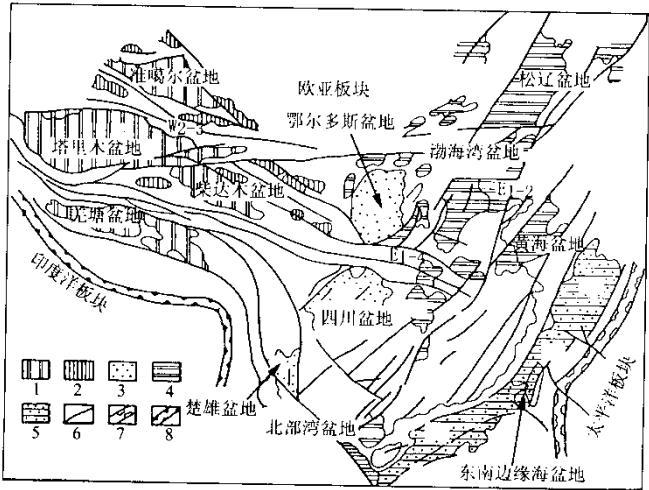 准噶尔盆地
松辽盆地
欧亚板块
鄂尔多斯盆地
W2-3
塔里木盆地
渤海湾盆地
柴达木盆地
E1-2
羌塘盆地
黄海盆地
印度洋板块
四川盆地
1
2
3
4
楚雄盆地
太平洋板块
5
6
7
8
北部湾盆地
东南边缘海盆地